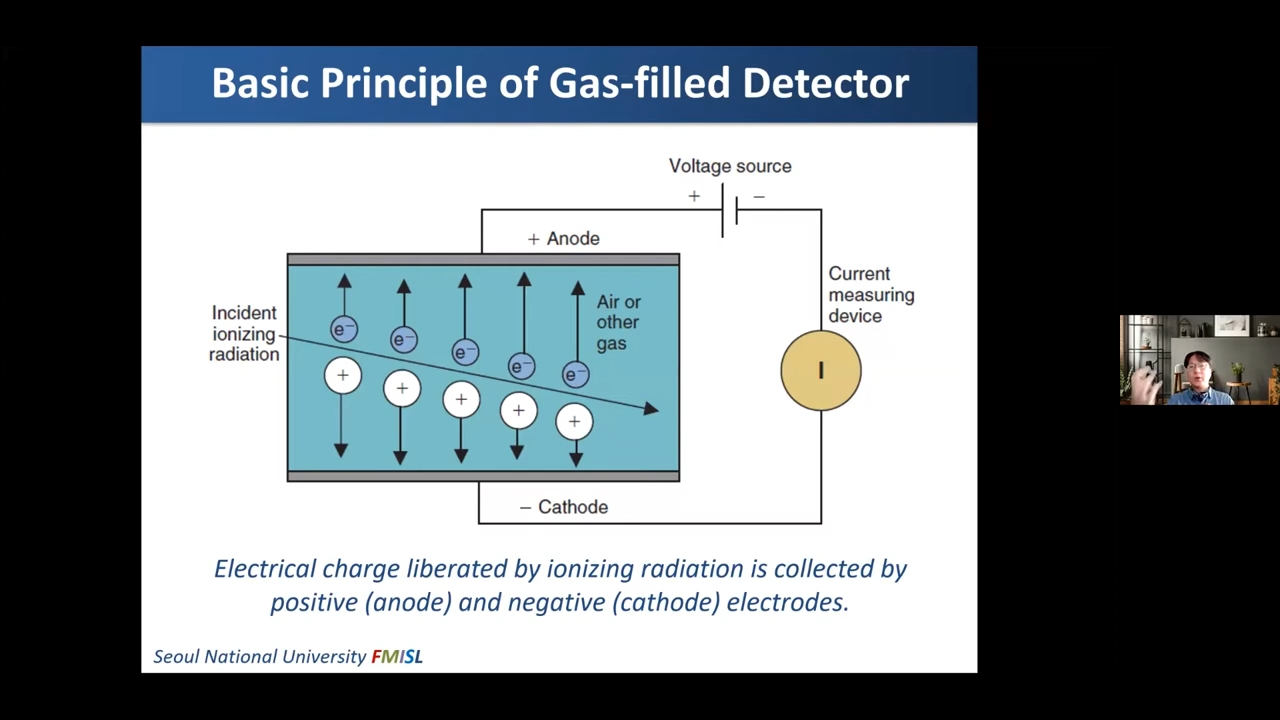 Basic Principle of Gas-filled Detector
Voltage source
+ −
+ Anode
Incident
ionizing
radiation
e−
e−
e−
e−
e−
Air or
other
gas
Current
measuring
device
I
+
+
+
+
+
− Cathode
Electrical charge liberated by ionizing radiation is collected by
positive (anode) and negative (cathode) electrodes.
Seoul National University FMISL